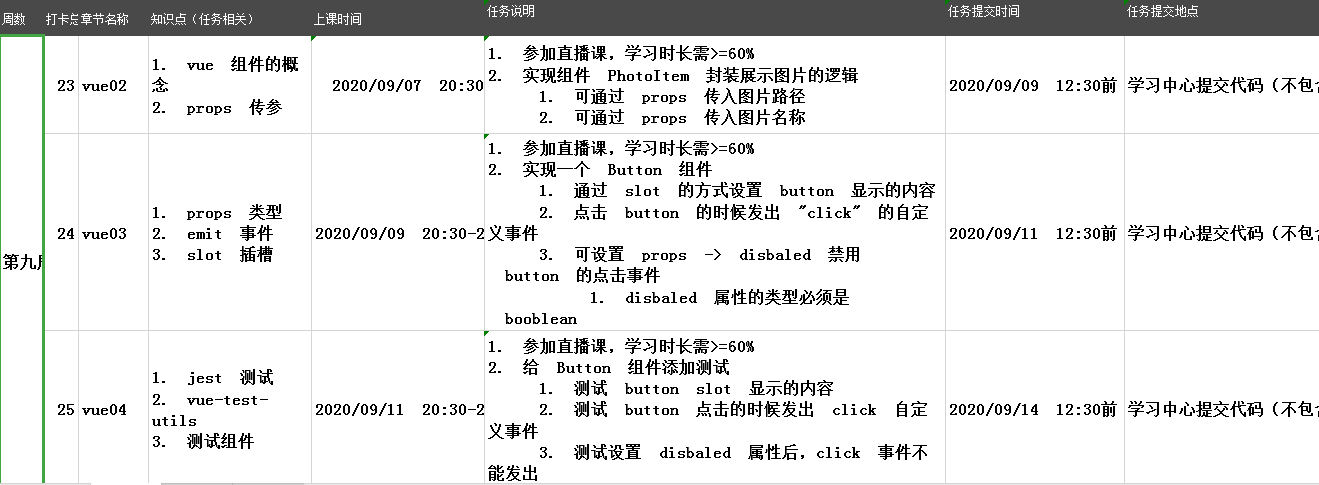 周数 打卡点 章节名称 知识点（任务相关） 上课时间 任务说明 任务提交时间 任务提交地点
第九周
23 vue02
1. vue 组件的概
念
2. props 传参
2020/09/07 20:30
1. 参加直播课，学习时长需>=60%
2. 实现组件 PhotoItem 封装展示图片的逻辑
1. 可通过 props 传入图片路径
2. 可通过 props 传入图片名称
2020/09/09 12:30前
学习中心提交代码（不包含
24 vue03
1. props 类型
2. emit 事件
3. slot 插槽
2020/09/09 20:30-2
1. 参加直播课，学习时长需>=60%
2. 实现一个 Button 组件
1. 通过 slot 的方式设置 button 显示的内容
2. 点击 button 的时候发出 "click" 的自定
义事件
3. 可设置 props -> disbaled 禁用
button 的点击事件
1. disbaled 属性的类型必须是
booblean
2020/09/11 12:30前
学习中心提交代码（不包含
25 vue04
1. jest 测试
2. vue-test-
utils
3. 测试组件
2020/09/11 20:30-2
1. 参加直播课，学习时长需>=60%
2. 给 Button 组件添加测试
1. 测试 button slot 显示的内容
2. 测试 button 点击的时候发出 click 自定
义事件
3. 测试设置 disbaled 属性后，click 事件不
能发出
2020/09/14 12:30前
学习中心提交代码（不包含